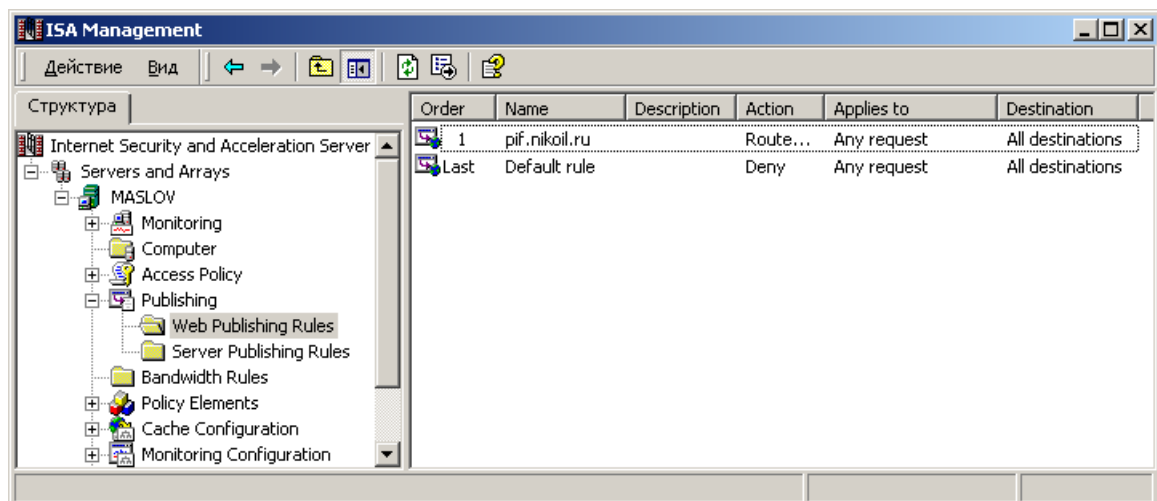 ISA Management
Действие Вид
Структура
Order Name Description Action Applies to Destination
Internet Security and Acceleration Server
Servers and Arrays
MASLOV
Monitoring
Computer
Access Policy
Publishing
Web Publishing Rules
Server Publishing Rules
Bandwidth Rules
Policy Elements
Cache Configuration
Monitoring Configuration
1 pif.nikoil.ru Route... Any request All destinations
Last Default rule Deny Any request All destinations